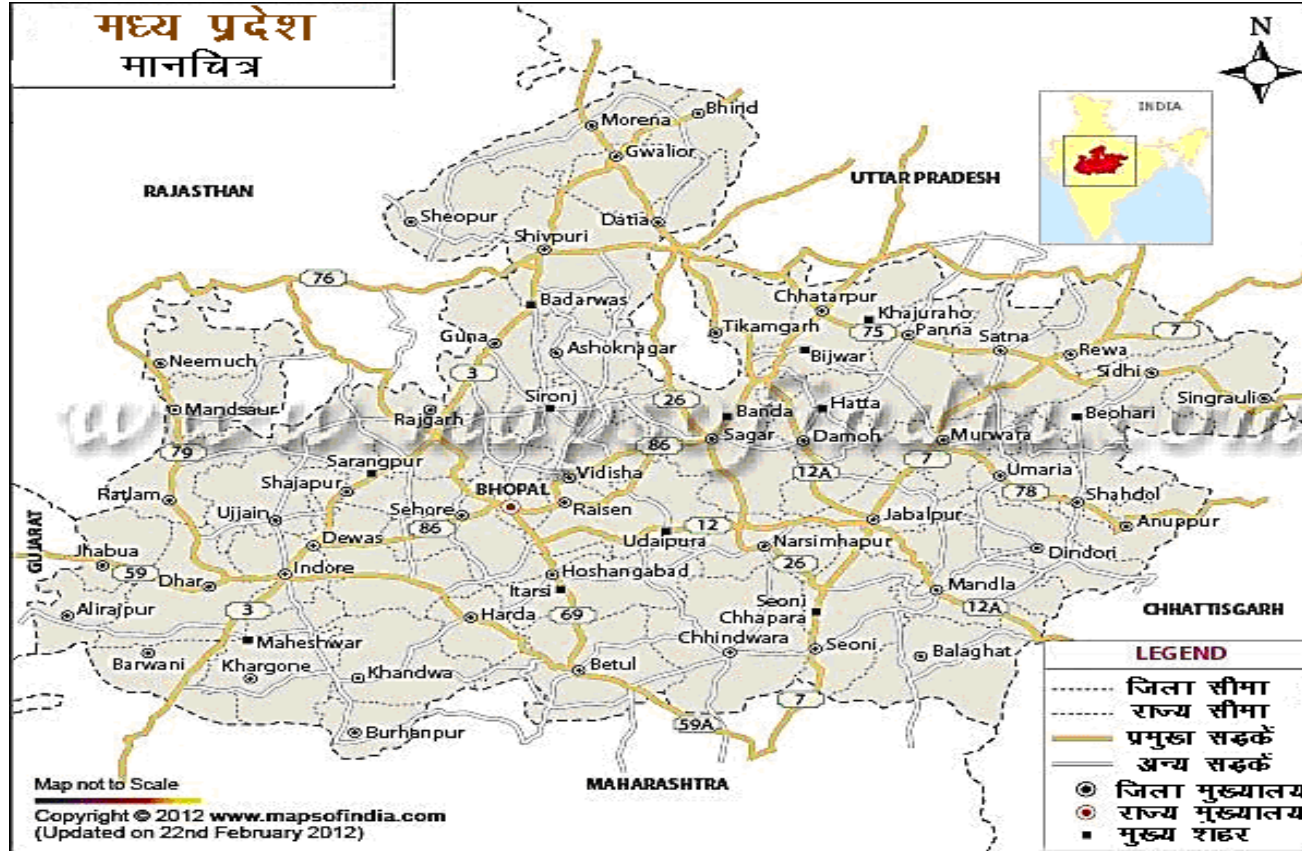 मध्य प्रदेश
मानचित्र
N
INDIA
RAJASTHAN
UTTAR PRADESH
Bhind
Morena
Gwalior
Sheopur
Datia
Shivpuri
76
Badarwas
Chhatarpur
Khajuraho
Tikamgarh
75
Panna
Satna
7
Guna
Ashoknagar
Bijwar
Rewa
Neemuch
3
Sidhi
Mandsaur
Sironj
26
Banda
Hatta
Singrauli
Beohari
Rajgarh
www.mapsofindia.com
79
86
Sagar
Damoh
Murwara
7
Sarangpur
Vidisha
12A
Umaria
Shajapur
BHOPAL
78
Shahdol
Ratlam
Ujjain
Sehore
Raisen
Jabalpur
Anuppur
Dewas
86
Udaipura
12
Narsimhapur
Dindori
GUJARAT
Jhabua
59
Dhar
Indore
Hoshangabad
26
Mandla
Itarsi
Alirajpur
3
Harda
69
Seoni
Chhapara
12A
CHHATTISGARH
Maheshwar
Chhindwara
Seoni
Balaghat
Barwani
Khargone
Khandwa
Betul
7
59A
Burhanpur
MAHARASHTRA
LEGEND
जिला सीमा
राज्य सीमा
प्रमुखा सड़कें
अन्य सड़कें
जिला मुख्यालय
राज्य मुख्यालय
मुख्य शहर
Map not to Scale
Copyright © 2012 www.mapsofindia.com
(Updated on 22nd February 2012)